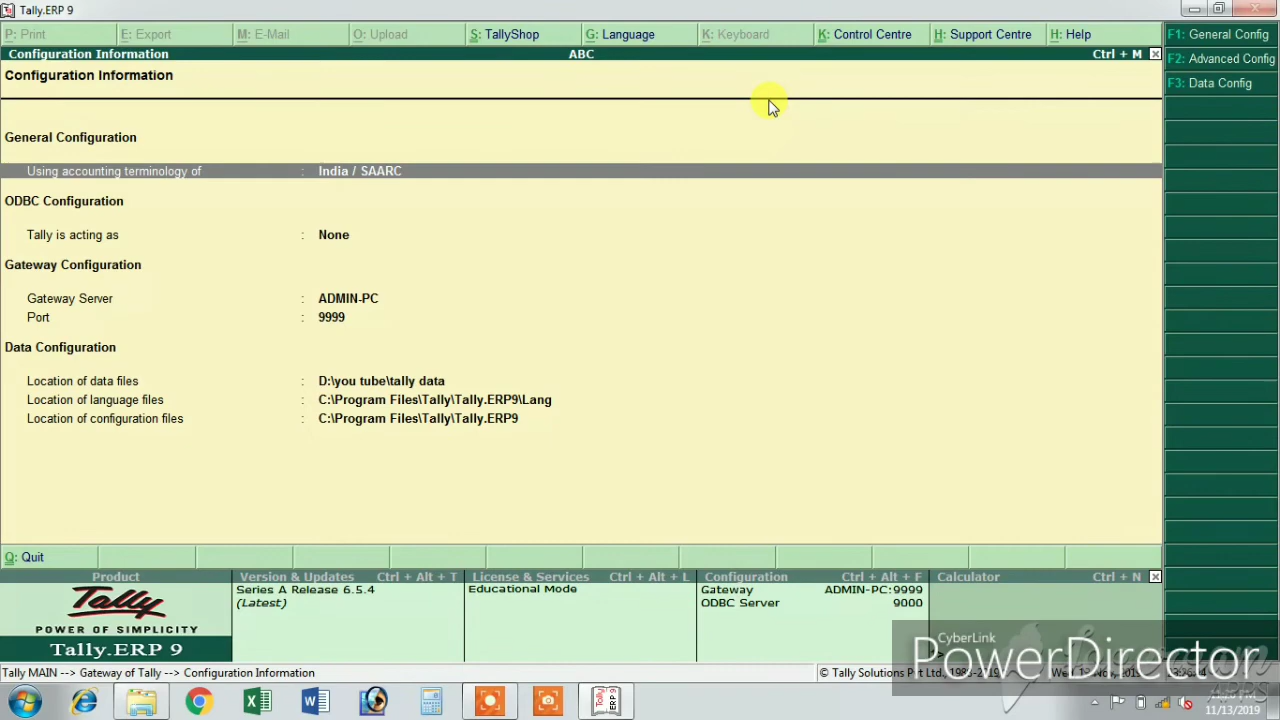 Tally.ERP 9
P: Print E: Export M: E-Mail O: Upload S: TallyShop G: Language K: Keyboard K: Control Centre H: Support Centre H: Help
F1: General Config
F2: Advanced Config
F3: Data Config
Configuration Information ABC Ctrl + M
Configuration Information
General Configuration
Using accounting terminology of : India / SAARC
ODBC Configuration
Tally is acting as : None
Gateway Configuration
Gateway Server : ADMIN-PC
Port : 9999
Data Configuration
Location of data files : D:\you tube\tally data
Location of language files : C:\Program Files\Tally\Tally.ERP9\Lang
Location of configuration files : C:\Program Files\Tally\Tally.ERP9
Q: Quit
Product Version & Updates Ctrl + Alt + T License & Services Ctrl + Alt + L Configuration Ctrl + Alt + F Calculator Ctrl + N
Series A Release 6.5.4 Educational Mode Gateway ADMIN-PC:9999
(Latest) ODBC Server 9000
Tally
POWER OF SIMPLICITY
Tally.ERP 9
CyberLink
PowerDirector
Tally MAIN --> Gateway of Tally --> Configuration Information © Tally Solutions Pvt Ltd.,
11/13/2019